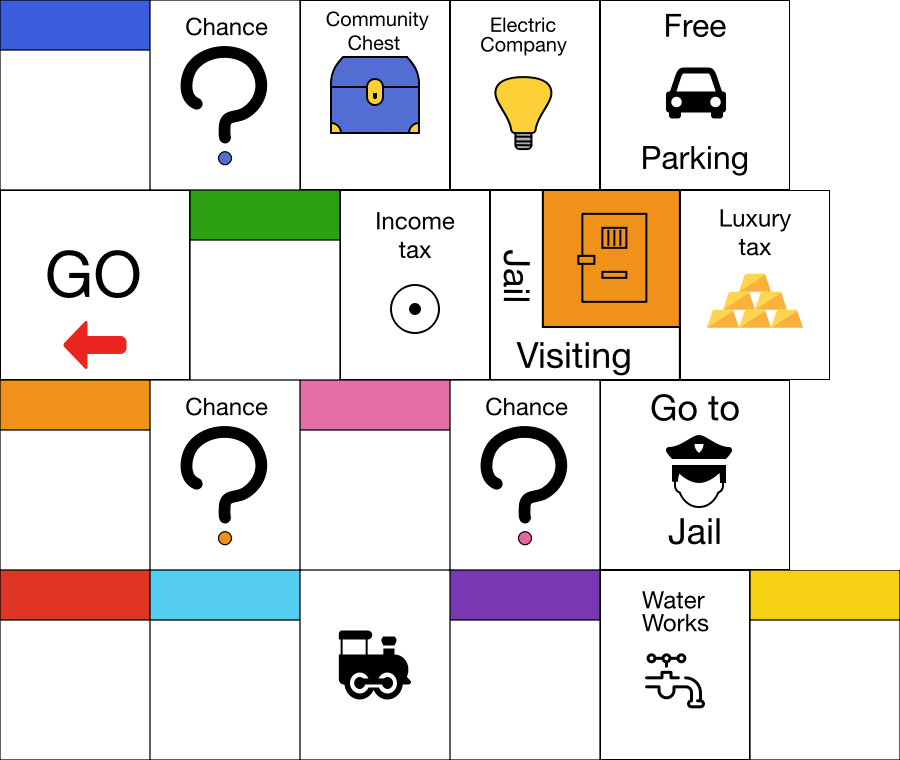 Chance
Community
Chest
Electric
Company
Free
Parking
GO
Income
tax
Jail
Visiting
Luxury
tax
Chance
Chance
Go to
Jail
Water
Works